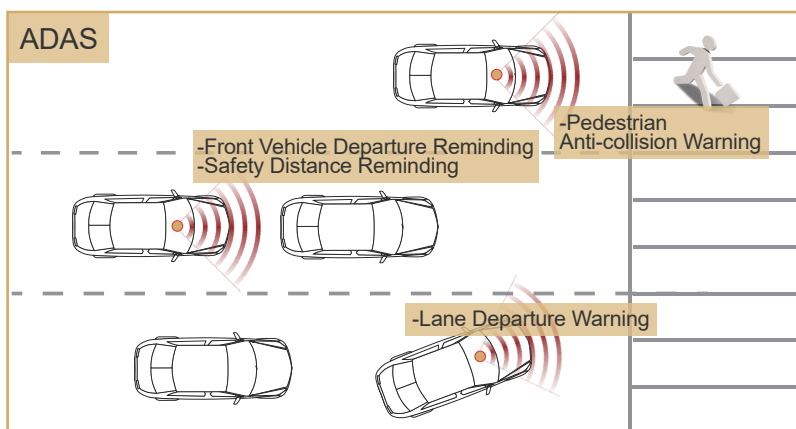 ADAS
-Pedestrian
Anti-collision Warning
-Front Vehicle Departure Reminding
-Safety Distance Reminding
-Lane Departure Warning